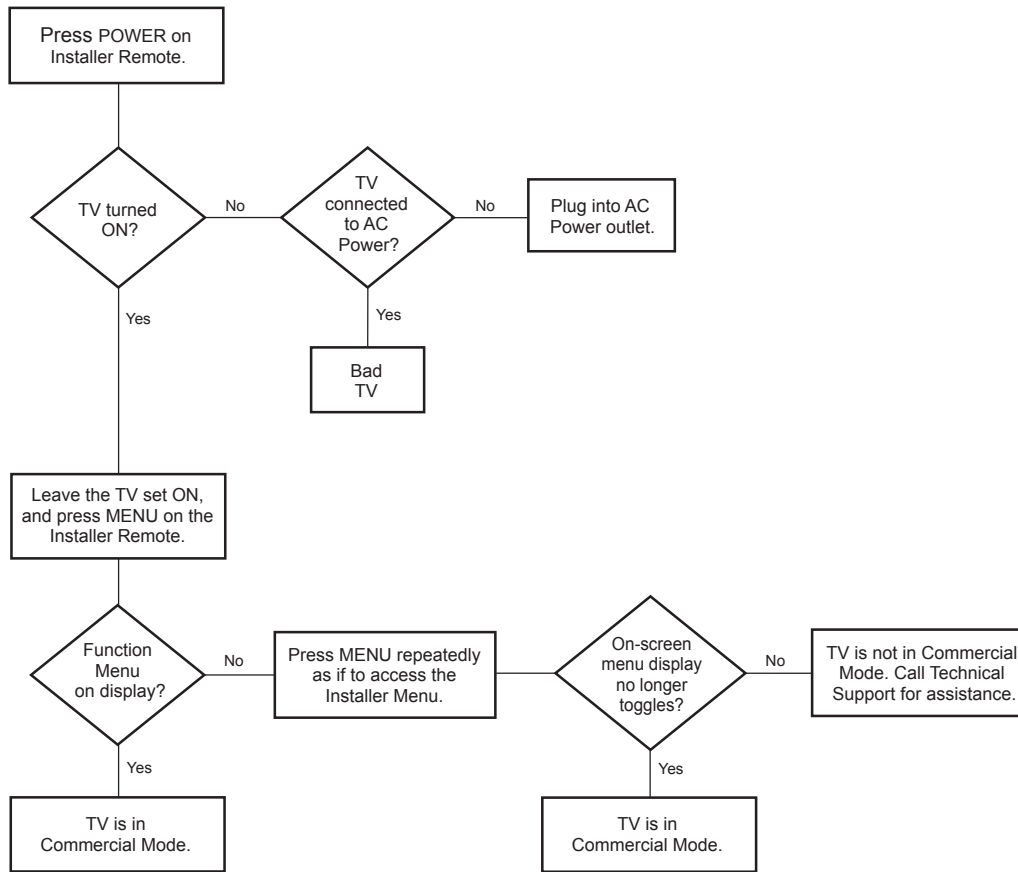 Press POWER on
Installer Remote.
TV turned
ON?
No
TV
connected
to AC
Power?
No
Plug into AC
Power outlet.
Yes
Yes
Bad
TV
Leave the TV set ON,
and press MENU on the
Installer Remote.
Function
Menu
on display?
No
Press MENU repeatedly
as if to access the
Installer Menu.
On-screen
menu display
no longer
toggles?
No
TV is not in Commercial
Mode. Call Technical
Support for assistance.
Yes
Yes
TV is in
Commercial Mode.
TV is in
Commercial Mode.